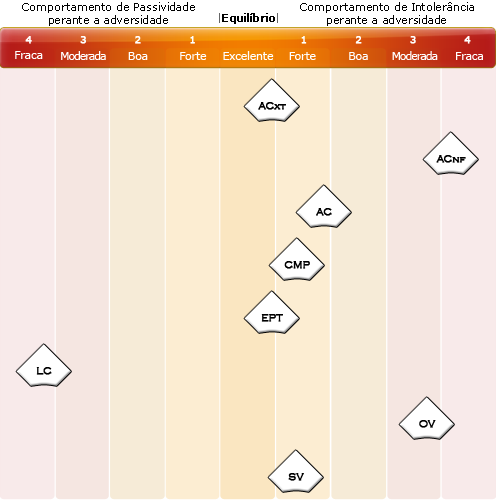 Comportamento de Passividade
perante a adversidade
|Equilíbrio|
Comportamento de Intolerância
perante a adversidade
4 3 2 1 1 2 3 4
Fraca Moderada Boa Forte Excelente Forte Boa Moderada Fraca
ACXT
ACNF
AC
CMP
EPT
LC
OV
SV